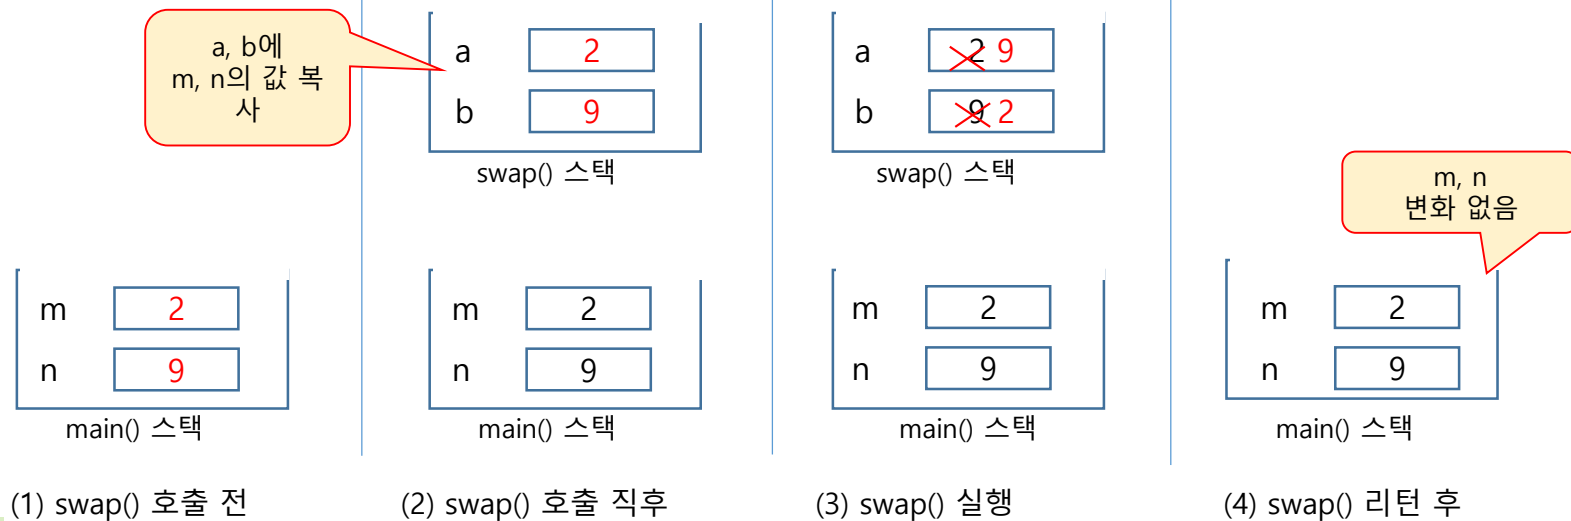 a, b에
m, n의 값 복
사
a 2
b 9
swap() 스택
a 2 9
b 9 2
swap() 스택
m, n
변화 없음
m 2
n 9
main() 스택
m 2
n 9
main() 스택
m 2
n 9
main() 스택
m 2
n 9
main() 스택
(1) swap() 호출 전
(2) swap() 호출 직후
(3) swap() 실행
(4) swap() 리턴 후